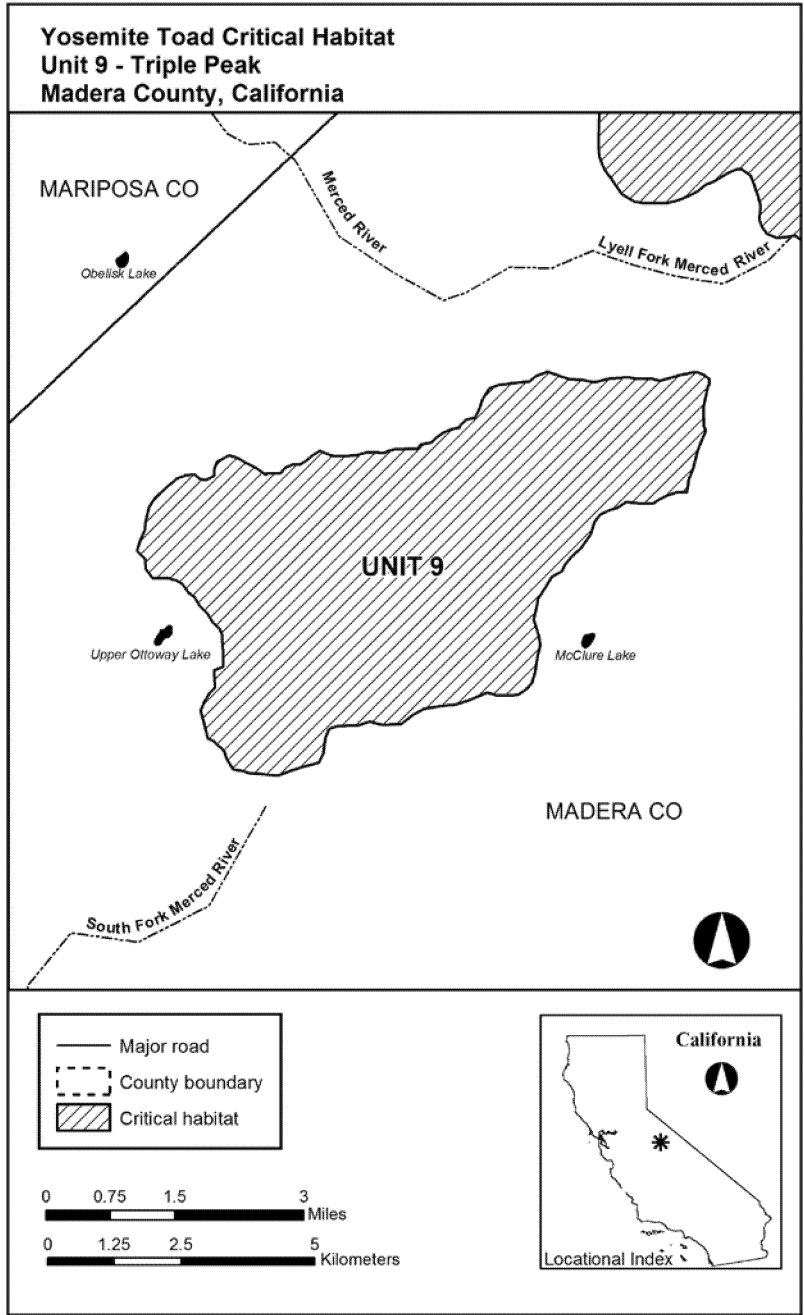 Yosemite Toad Critical Habitat
Unit 9 - Triple Peak
Madera County, California
MARIPOSA CO
Merced River
Lyell Fork Merced River
Obelisk Lake
UNIT 9
Upper Ottoway Lake
McClure Lake
MADERA CO
South Fork Merced River
Major road
County boundary
Critical habitat
0 0.75 1.5 3
Miles
0 1.25 2.5 5
Kilometers
California
Locational Index